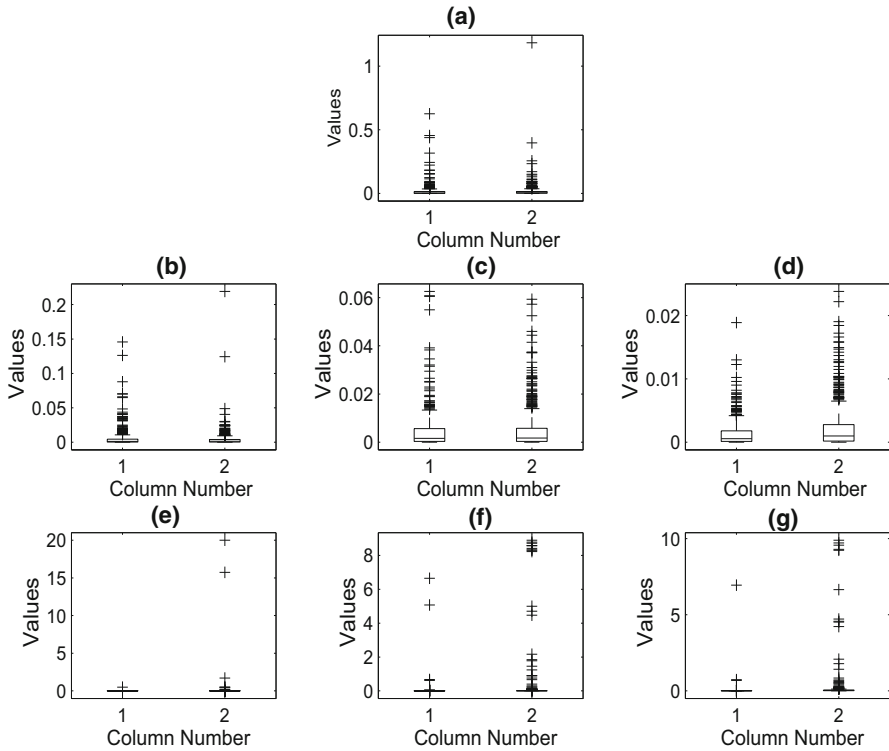 (a)
Values
1
0.5
0
1 2
Column Number
(b) (c) (d)
Values
0.2
0.15
0.1
0.05
0
1 2
Column Number
Values
0.06
0.04
0.02
0
1 2
Column Number
Values
0.02
0.01
0
1 2
Column Number
(e) (f) (g)
Values
20
15
10
5
0
1 2
Column Number
Values
8
6
4
2
0
1 2
Column Number
Values
10
5
0
1 2
Column Number